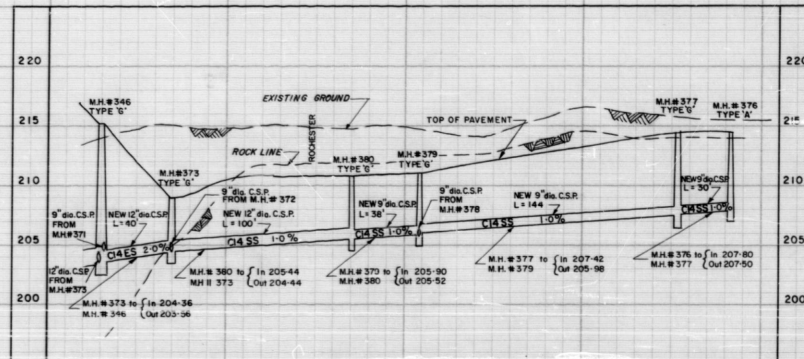 220
220
M.H.#346
TYPE 'G'
EXISTING GROUND
ROCHESTER
TOP OF PAVEMENT
M.H.#377
TYPE 'G'
M.H.# 376
TYPE 'A'
215
215
ROCK LINE
M.H.#380
TYPE 'G'
M.H.#379
TYPE 'G'
M.H.#373
TYPE 'G'
210
210
9" dia. C.S.P.
FROM M.H.# 372
9" dia. C.S.P.
FROM
M.H.#371
NEW 12" dia.C.S.P.
L= 40'
NEW 12" dia. C.S.P.
L = 100'
NEW 9" dia.C.S.P.
L= 38'
9" dia. C.S.P.
FROM M.H.#
378
NEW 9" dia. C.S.P.
L = 144
NEW 9" dia. C.S.P.
L= 30'
205
205
C14 ES 2.0%
C14 SS 1.0 %
C14 SS 1.0%
C14 SS 1.0 %
C14 SS 1.0%
12" dia. C.S.P.
FROM
M.H.#373
M.H.# 373 to { In 204-36
M.H.# 346 { Out 203-56
M.H.# 380 to { In 205-44
M.H II 373 { Out 204-44
M.H.# 379 to { In 205-90
M.H.# 380 { Out 205-52
M.H.# 377 to { In 207-42
M.H.# 379 { Out 205-98
M.H.# 376 to { In 207-80
M.H.# 377 { Out 207-50
200
200